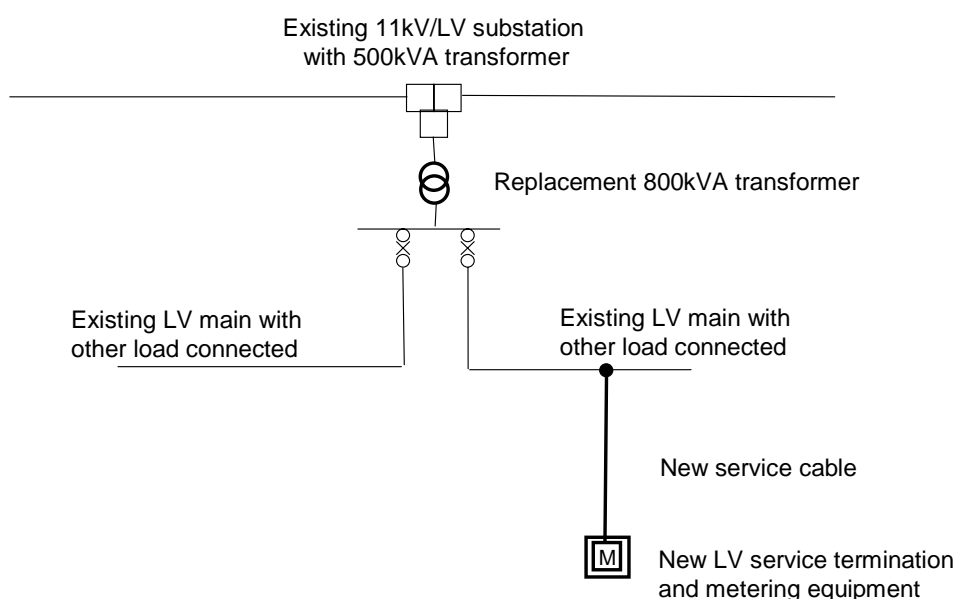 Existing 11kV/LV substation
with 500kVA transformer
Replacement 800kVA transformer
Existing LV main with
other load connected
Existing LV main with
other load connected
New service cable
M
New LV service termination
and metering equipment